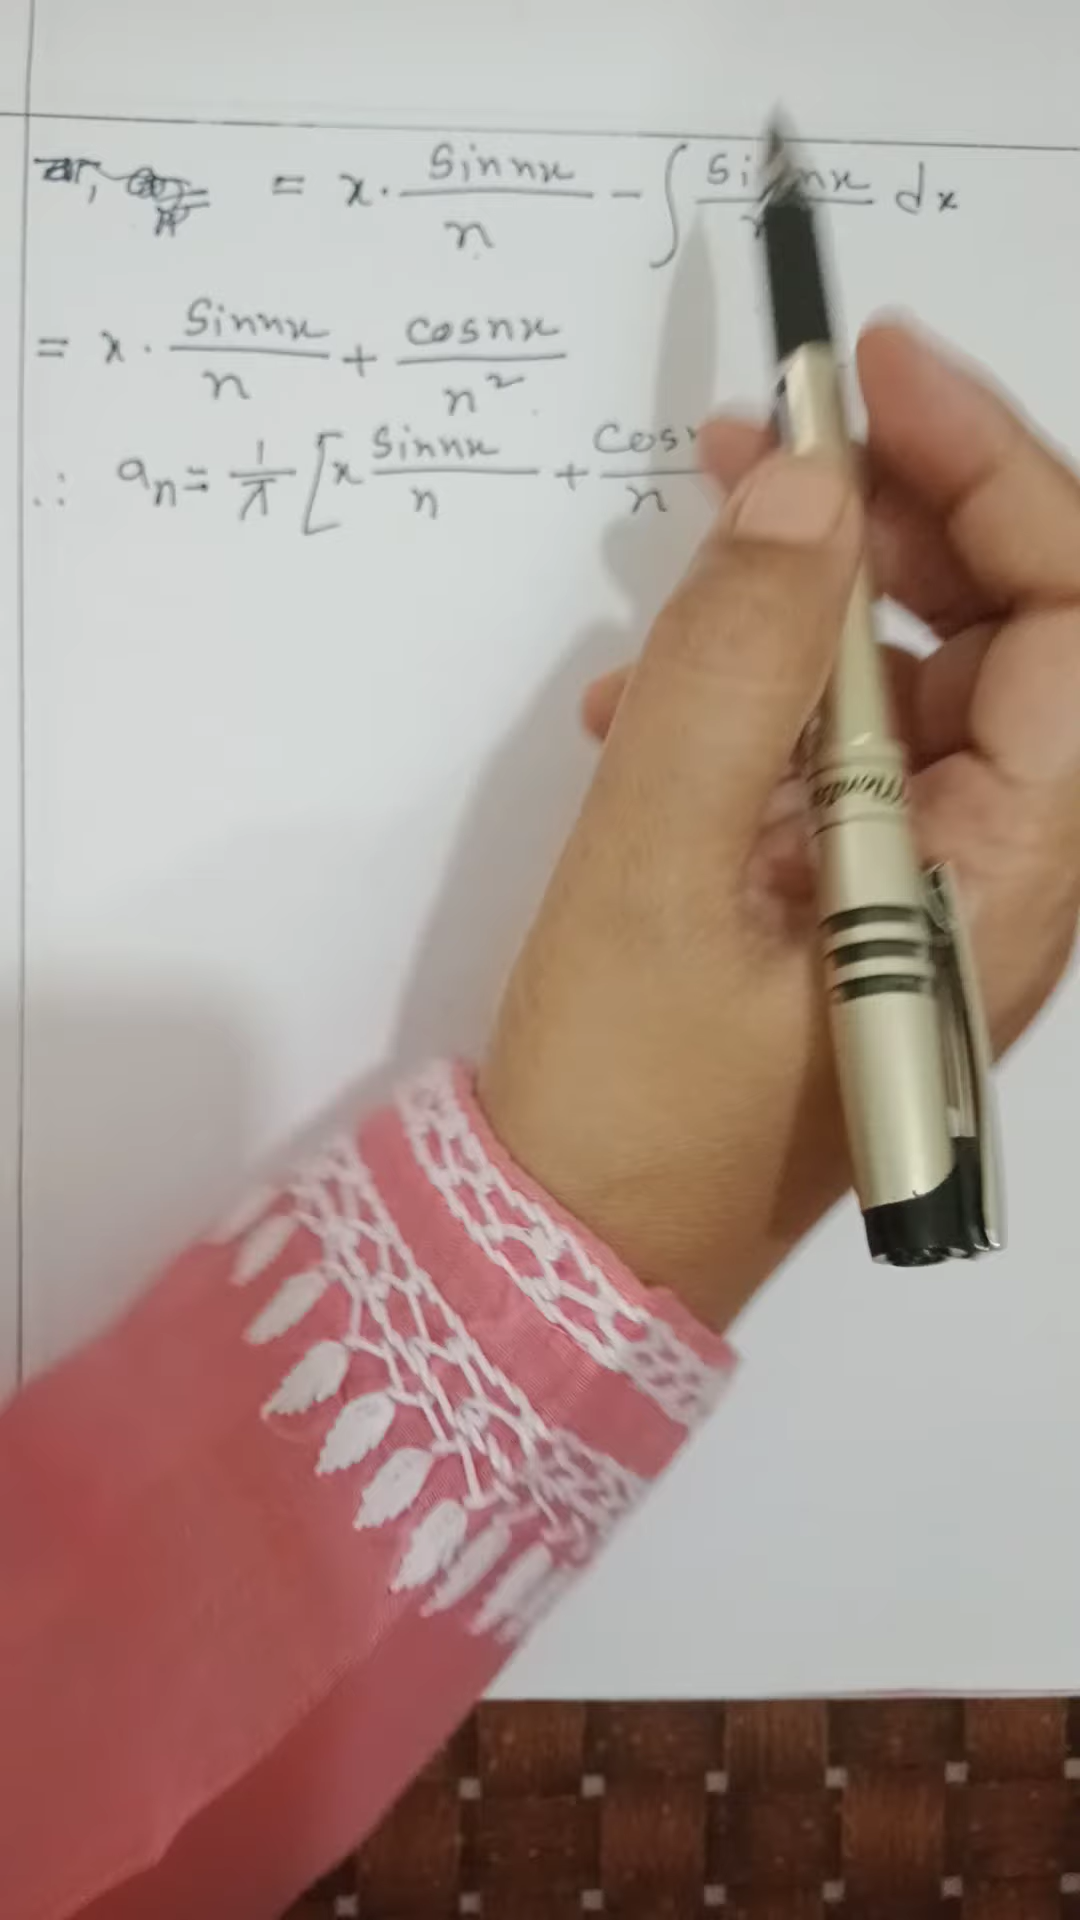 = x · sin nx / n - ∫ sin nx / n dx
= x · sin nx / n + cos nx / n²
∴ aₙ = 1/π [ x sin nx / n + cos / n